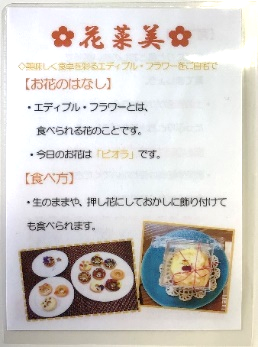 ✿花菜美✿
◇美味しく食卓を彩るエディブル・フラワーをご自宅で
【お花のはなし】
・エディブル・フラワーとは、
食べられる花のことです。
・今日のお花は「ビオラ」です。
【食べ方】
・生のままや、押し花にしておかしに飾り付けて
も食べられます。